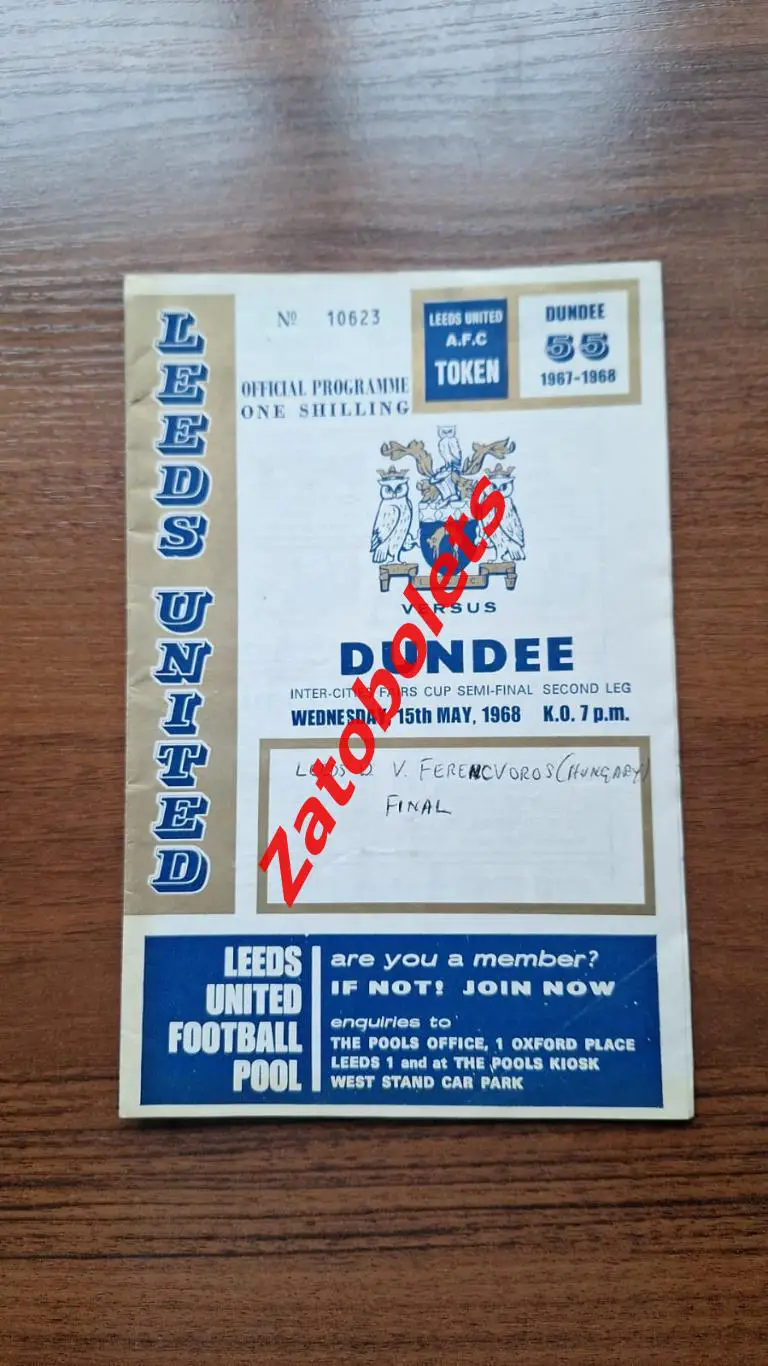 LEEDS UNITED
Nº 10623
OFFICIAL PROGRAMME
ONE SHILLING
LEEDS UNITED
A.F.C
TOKEN
DUNDEE
55
1967-1968
VERSUS
DUNDEE
INTER-CITIES FAIRS CUP SEMI-FINAL SECOND LEG
WEDNESDAY, 15th MAY, 1968 K.O. 7 p.m.
LEEDS U V. FERENCVOROS (HUNGARY)
FINAL
Zatobolets
LEEDS
UNITED
FOOTBALL
POOL
are you a member?
IF NOT! JOIN NOW
enquiries to
THE POOLS OFFICE, 1 OXFORD PLACE
LEEDS 1 and at THE POOLS KIOSK
WEST STAND CAR PARK